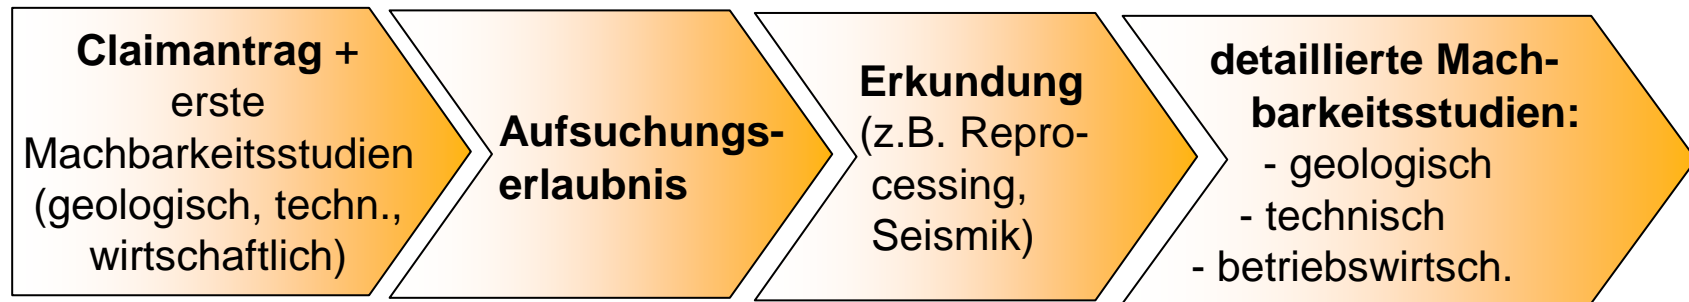 Claimantrag +
erste
Machbarkeitsstudien
(geologisch, techn.,
wirtschaftlich)
Aufsuchungs-
erlaubnis
Erkundung
(z.B. Repro-
cessing,
Seismik)
detaillierte Mach-
barkeitsstudien:
- geologisch
- technisch
- betriebswirtsch.